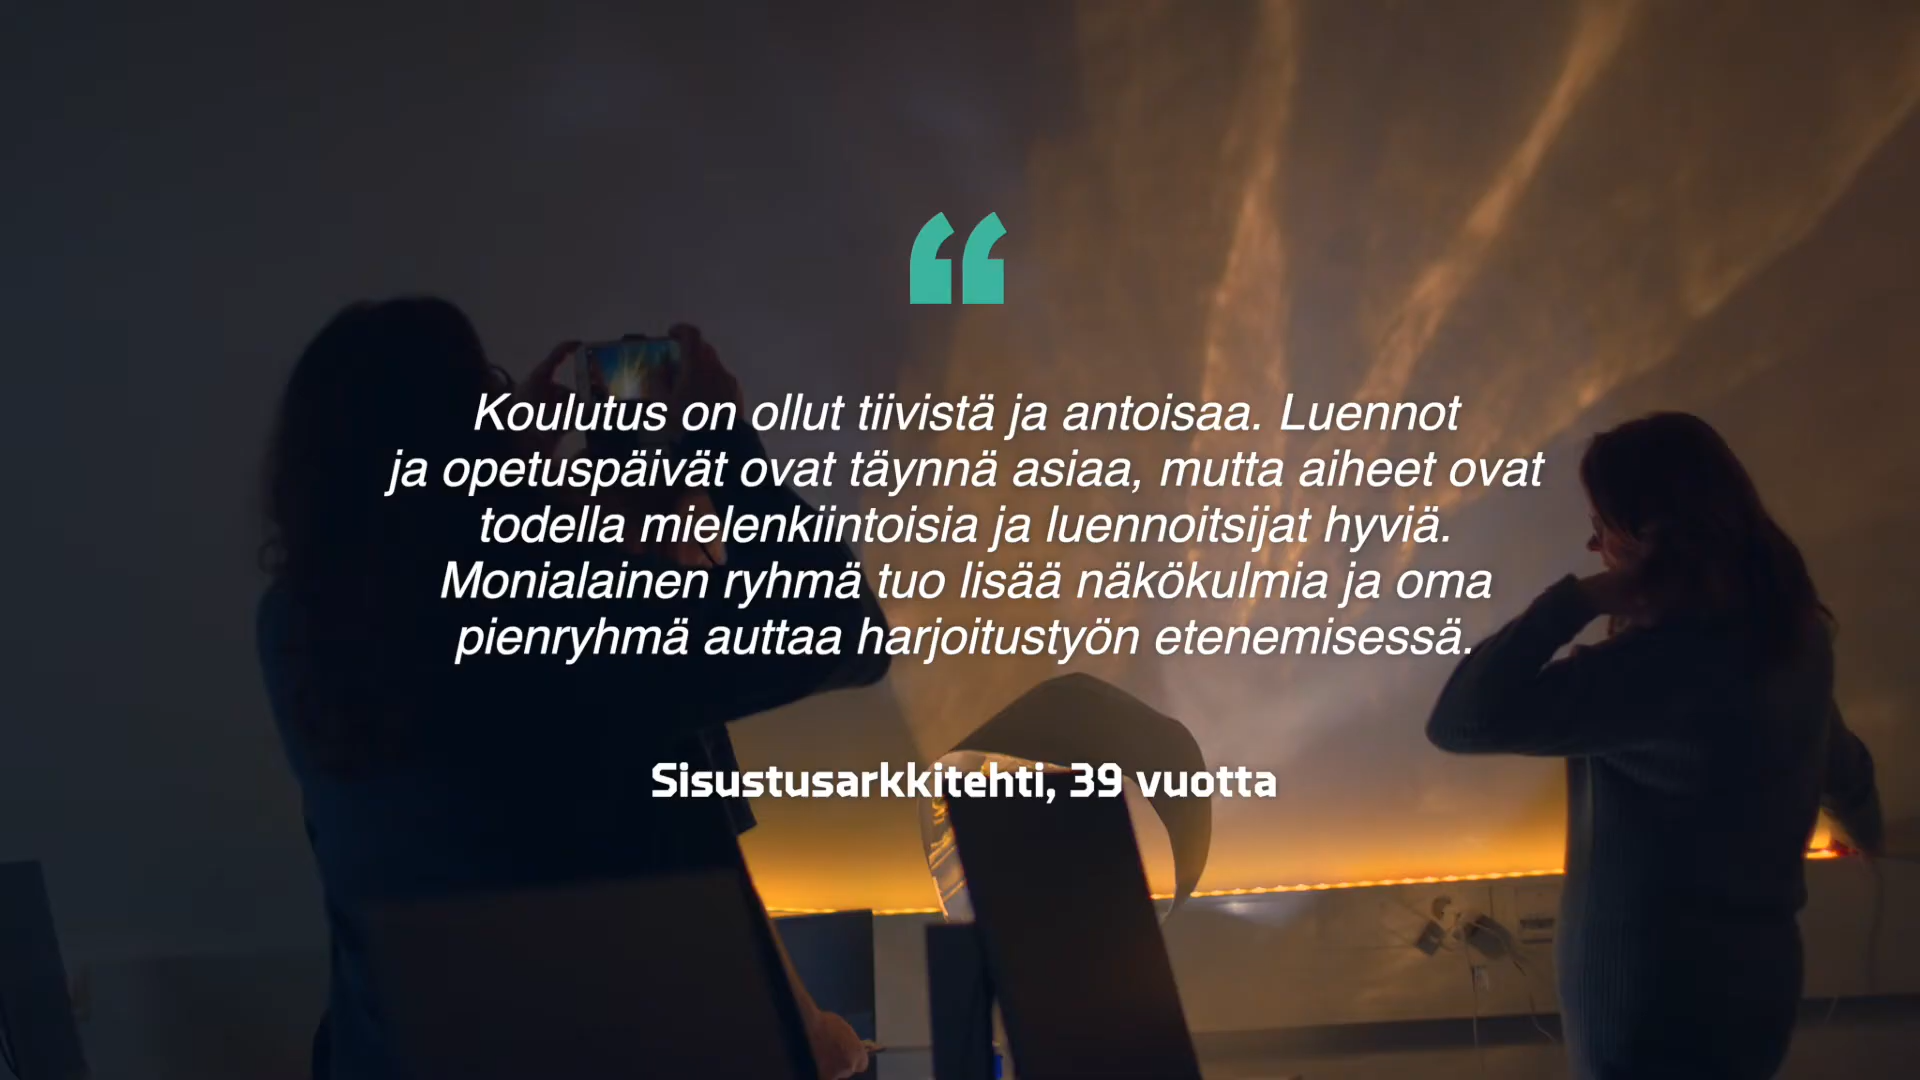 “
Koulutus on ollut tiivistä ja antoisaa. Luennot
ja opetuspäivät ovat täynnä asiaa, mutta aiheet ovat
todella mielenkiintoisia ja luennoitsijat hyviä.
Monialainen ryhmä tuo lisää näkökulmia ja oma
pienryhmä auttaa harjoitustyön etenemisessä.
Sisustusarkkitehti, 39 vuotta